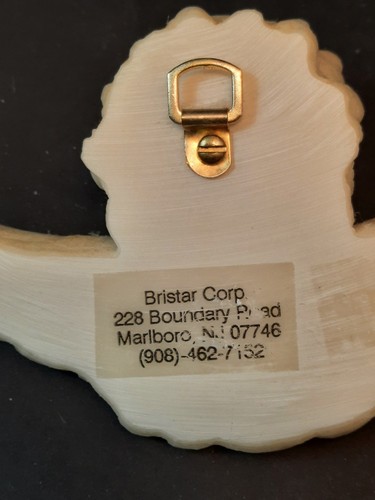 Bristar Corp
228 Boundary Road
Marlboro, NJ 07746
(908)-462-7152